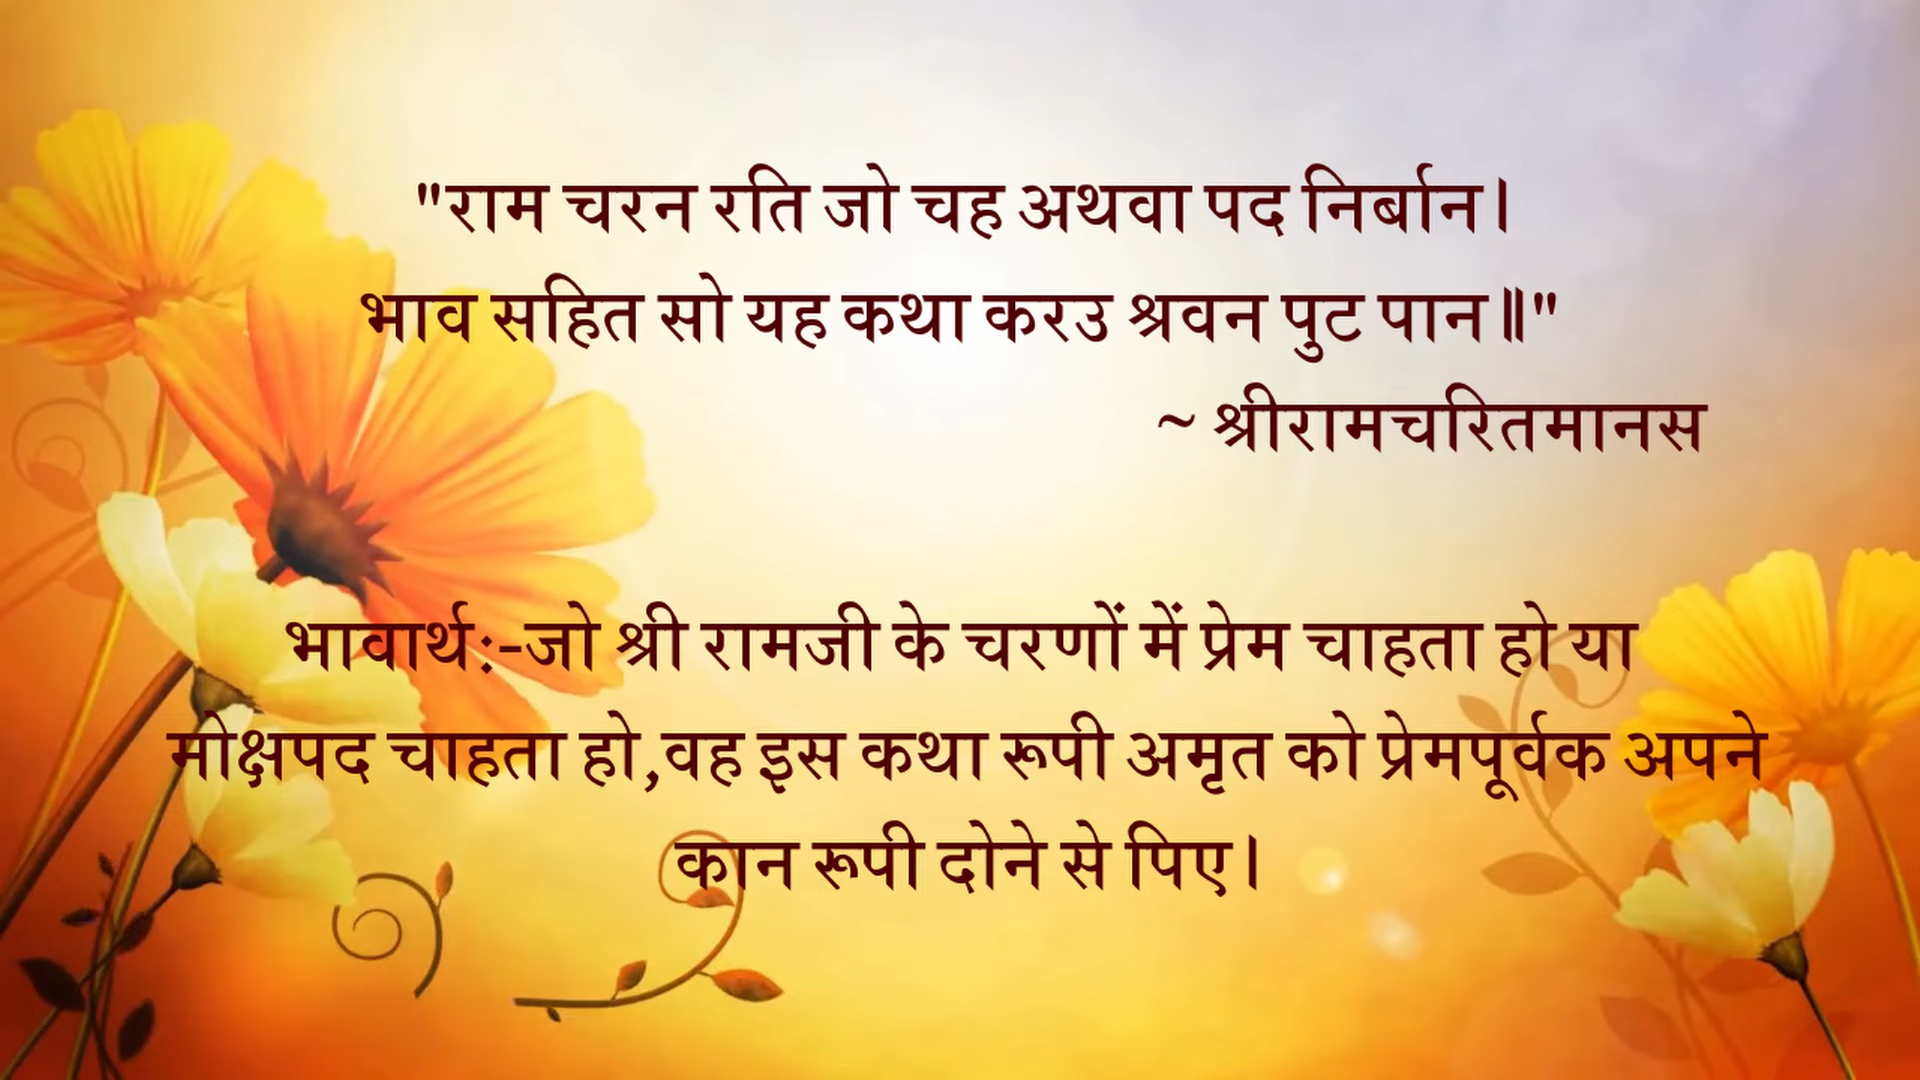 "राम चरन रति जो चह अथवा पद निर्बान।
भाव सहित सो यह कथा करउ श्रवन पुट पान॥"
~ श्रीरामचरितमानस
भावार्थ:-जो श्री रामजी के चरणों में प्रेम चाहता हो या
मोक्षपद चाहता हो,वह इस कथा रूपी अमृत को प्रेमपूर्वक अपने
कान रूपी दोने से पिए।